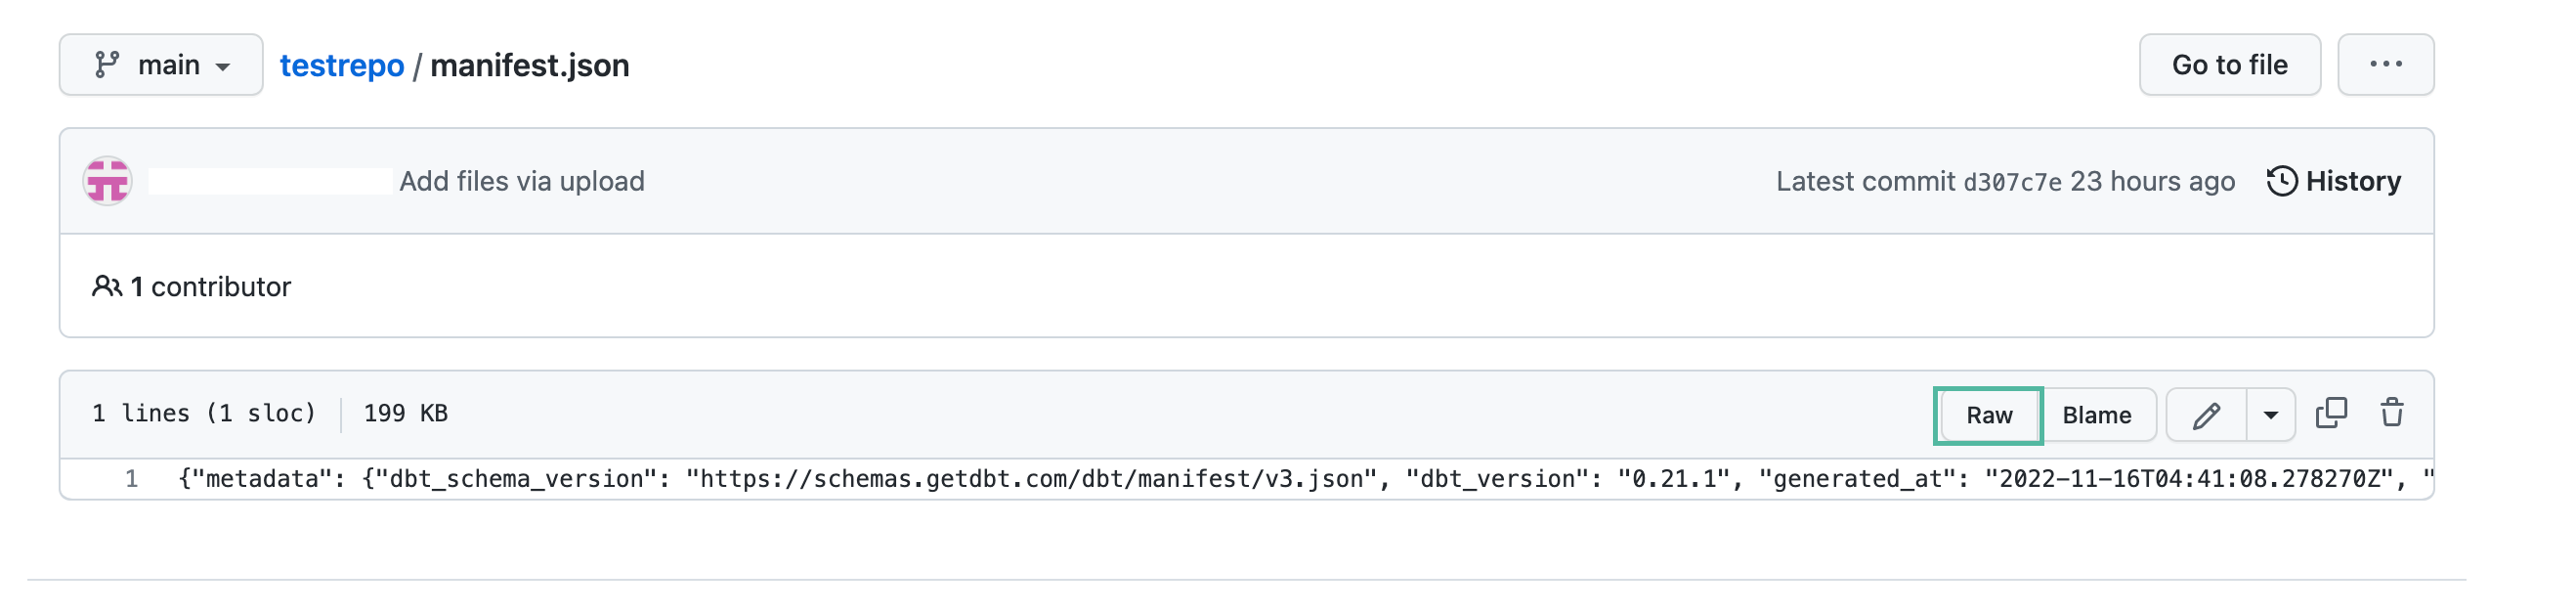 main testrepo / manifest.json Go to file ...
Add files via upload Latest commit d307c7e 23 hours ago History
1 contributor
1 lines (1 sloc) 199 KB Raw Blame
1 {"metadata": {"dbt_schema_version": "https://schemas.getdbt.com/dbt/manifest/v3.json", "dbt_version": "0.21.1", "generated_at": "2022-11-16T04:41:08.278270Z", "